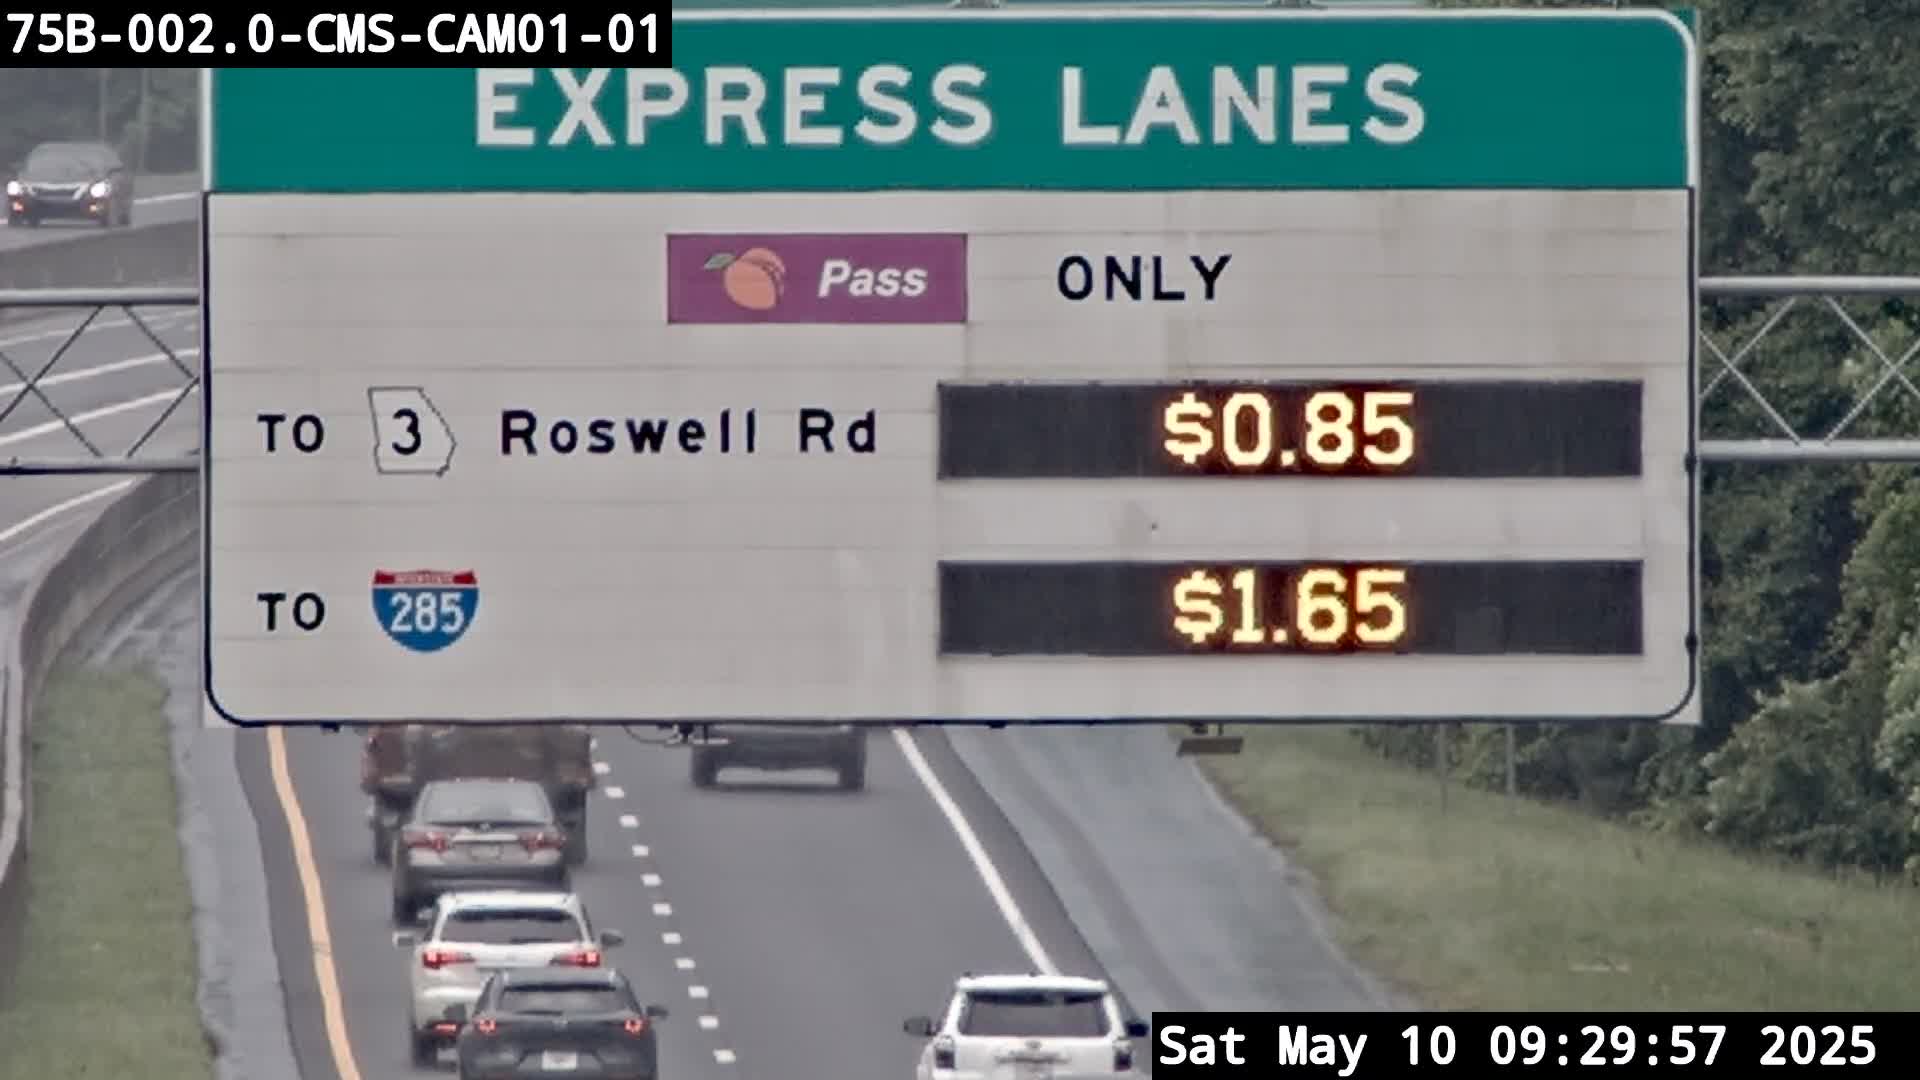 75B-002.0-CMS-CAM01-01
EXPRESS LANES
Pass ONLY
TO 3 Roswell Rd $0.85
INTERSTATE
TO 285 $1.65
Sat May 10 09:29:57 2025